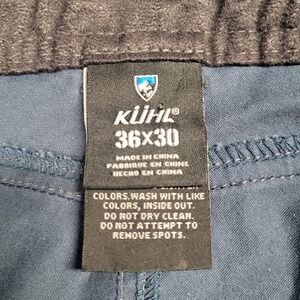 KÜHL®
36X30
MADE IN CHINA
FABRIQUE EN CHINE
HECHO EN CHINA
COLORS. WASH WITH LIKE
COLORS, INSIDE OUT.
DO NOT DRY CLEAN.
DO NOT ATTEMPT TO
REMOVE SPOTS.